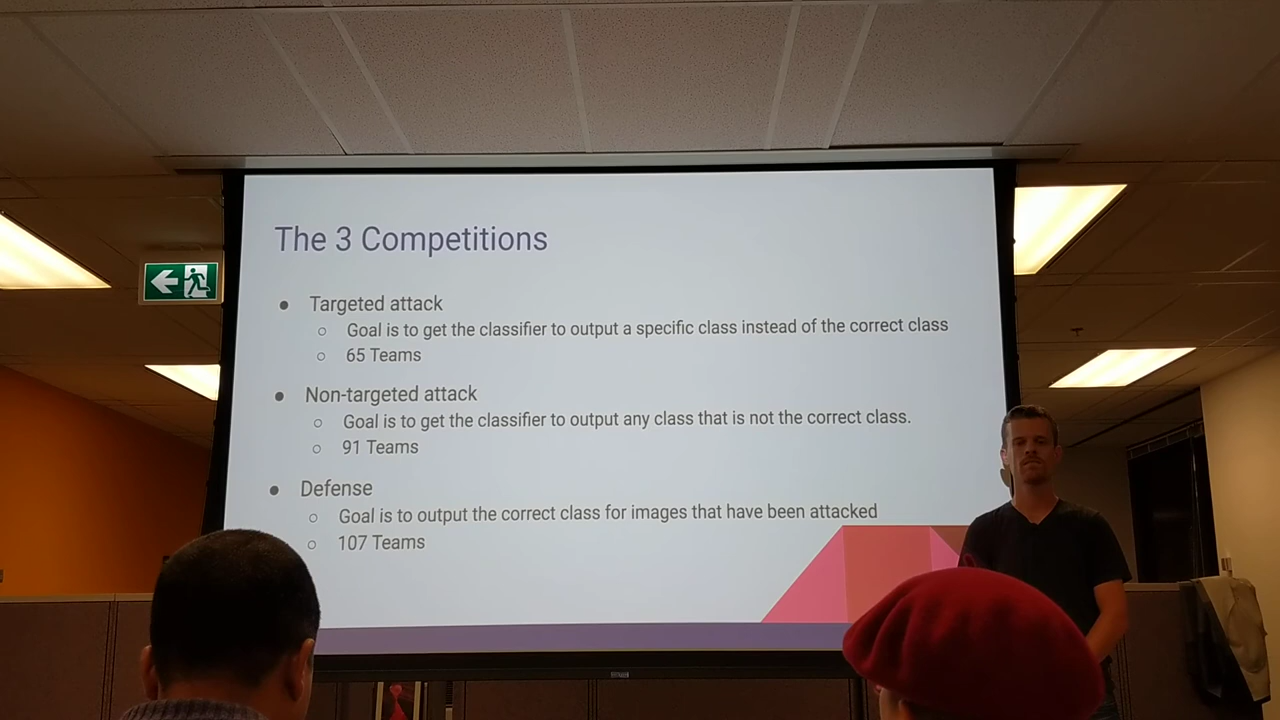 The 3 Competitions
● Targeted attack
○ Goal is to get the classifier to output a specific class instead of the correct class
○ 65 Teams
● Non-targeted attack
○ Goal is to get the classifier to output any class that is not the correct class.
○ 91 Teams
● Defense
○ Goal is to output the correct class for images that have been attacked
○ 107 Teams